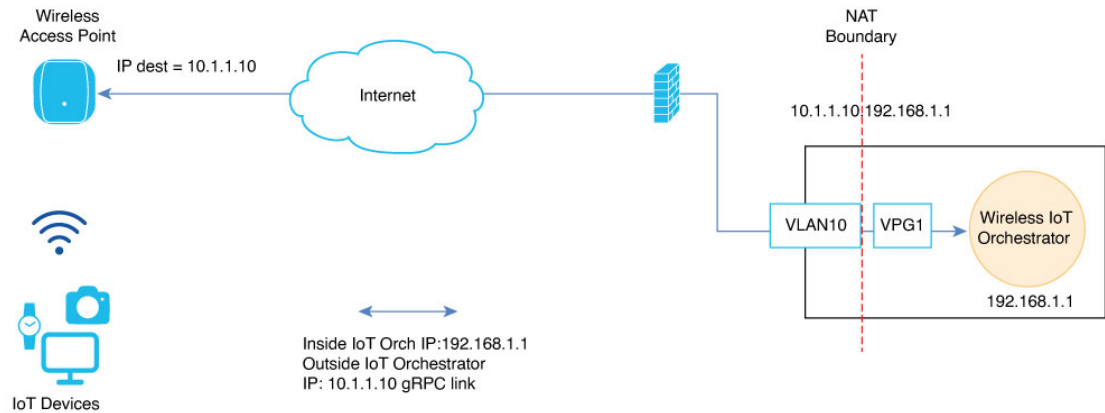 Wireless
Access Point
NAT
Boundary
IP dest = 10.1.1.10
Internet
10.1.1.10 192.168.1.1
VLAN10
VPG1
Wireless IoT
Orchestrator
192.168.1.1
Inside IoT Orch IP:192.168.1.1
Outside IoT Orchestrator
IP: 10.1.1.10 gRPC link
IoT Devices